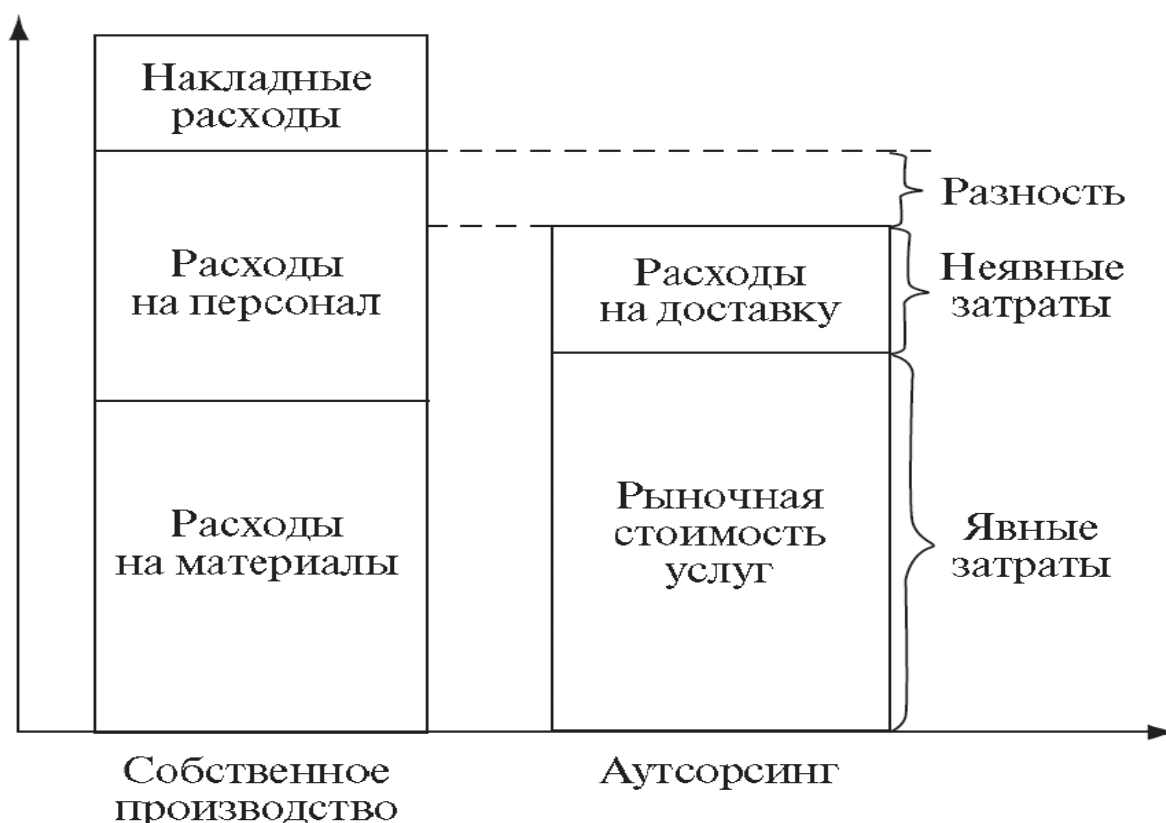 Накладные
расходы
Расходы
на персонал
Расходы
на материалы
Расходы
на доставку
Рыночная
стоимость
услуг
Разность
Неявные
затраты
Явные
затраты
Собственное
производство
Аутсорсинг